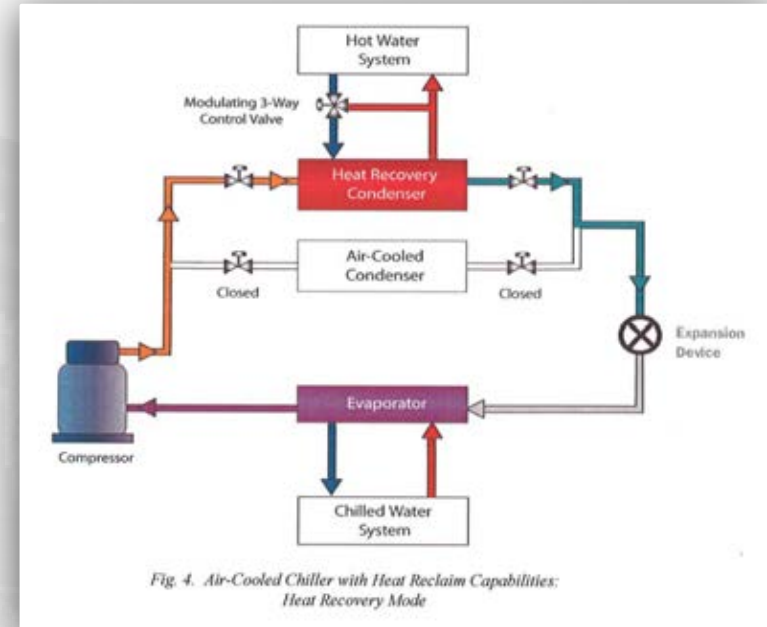 Hot Water
System
Modulating 3-Way
Control Valve
Heat Recovery
Condenser
Air-Cooled
Condenser
Closed
Closed
Expansion
Device
Evaporator
Compressor
Chilled Water
System
Fig. 4. Air-Cooled Chiller with Heat Reclaim Capabilities:
Heat Recovery Mode